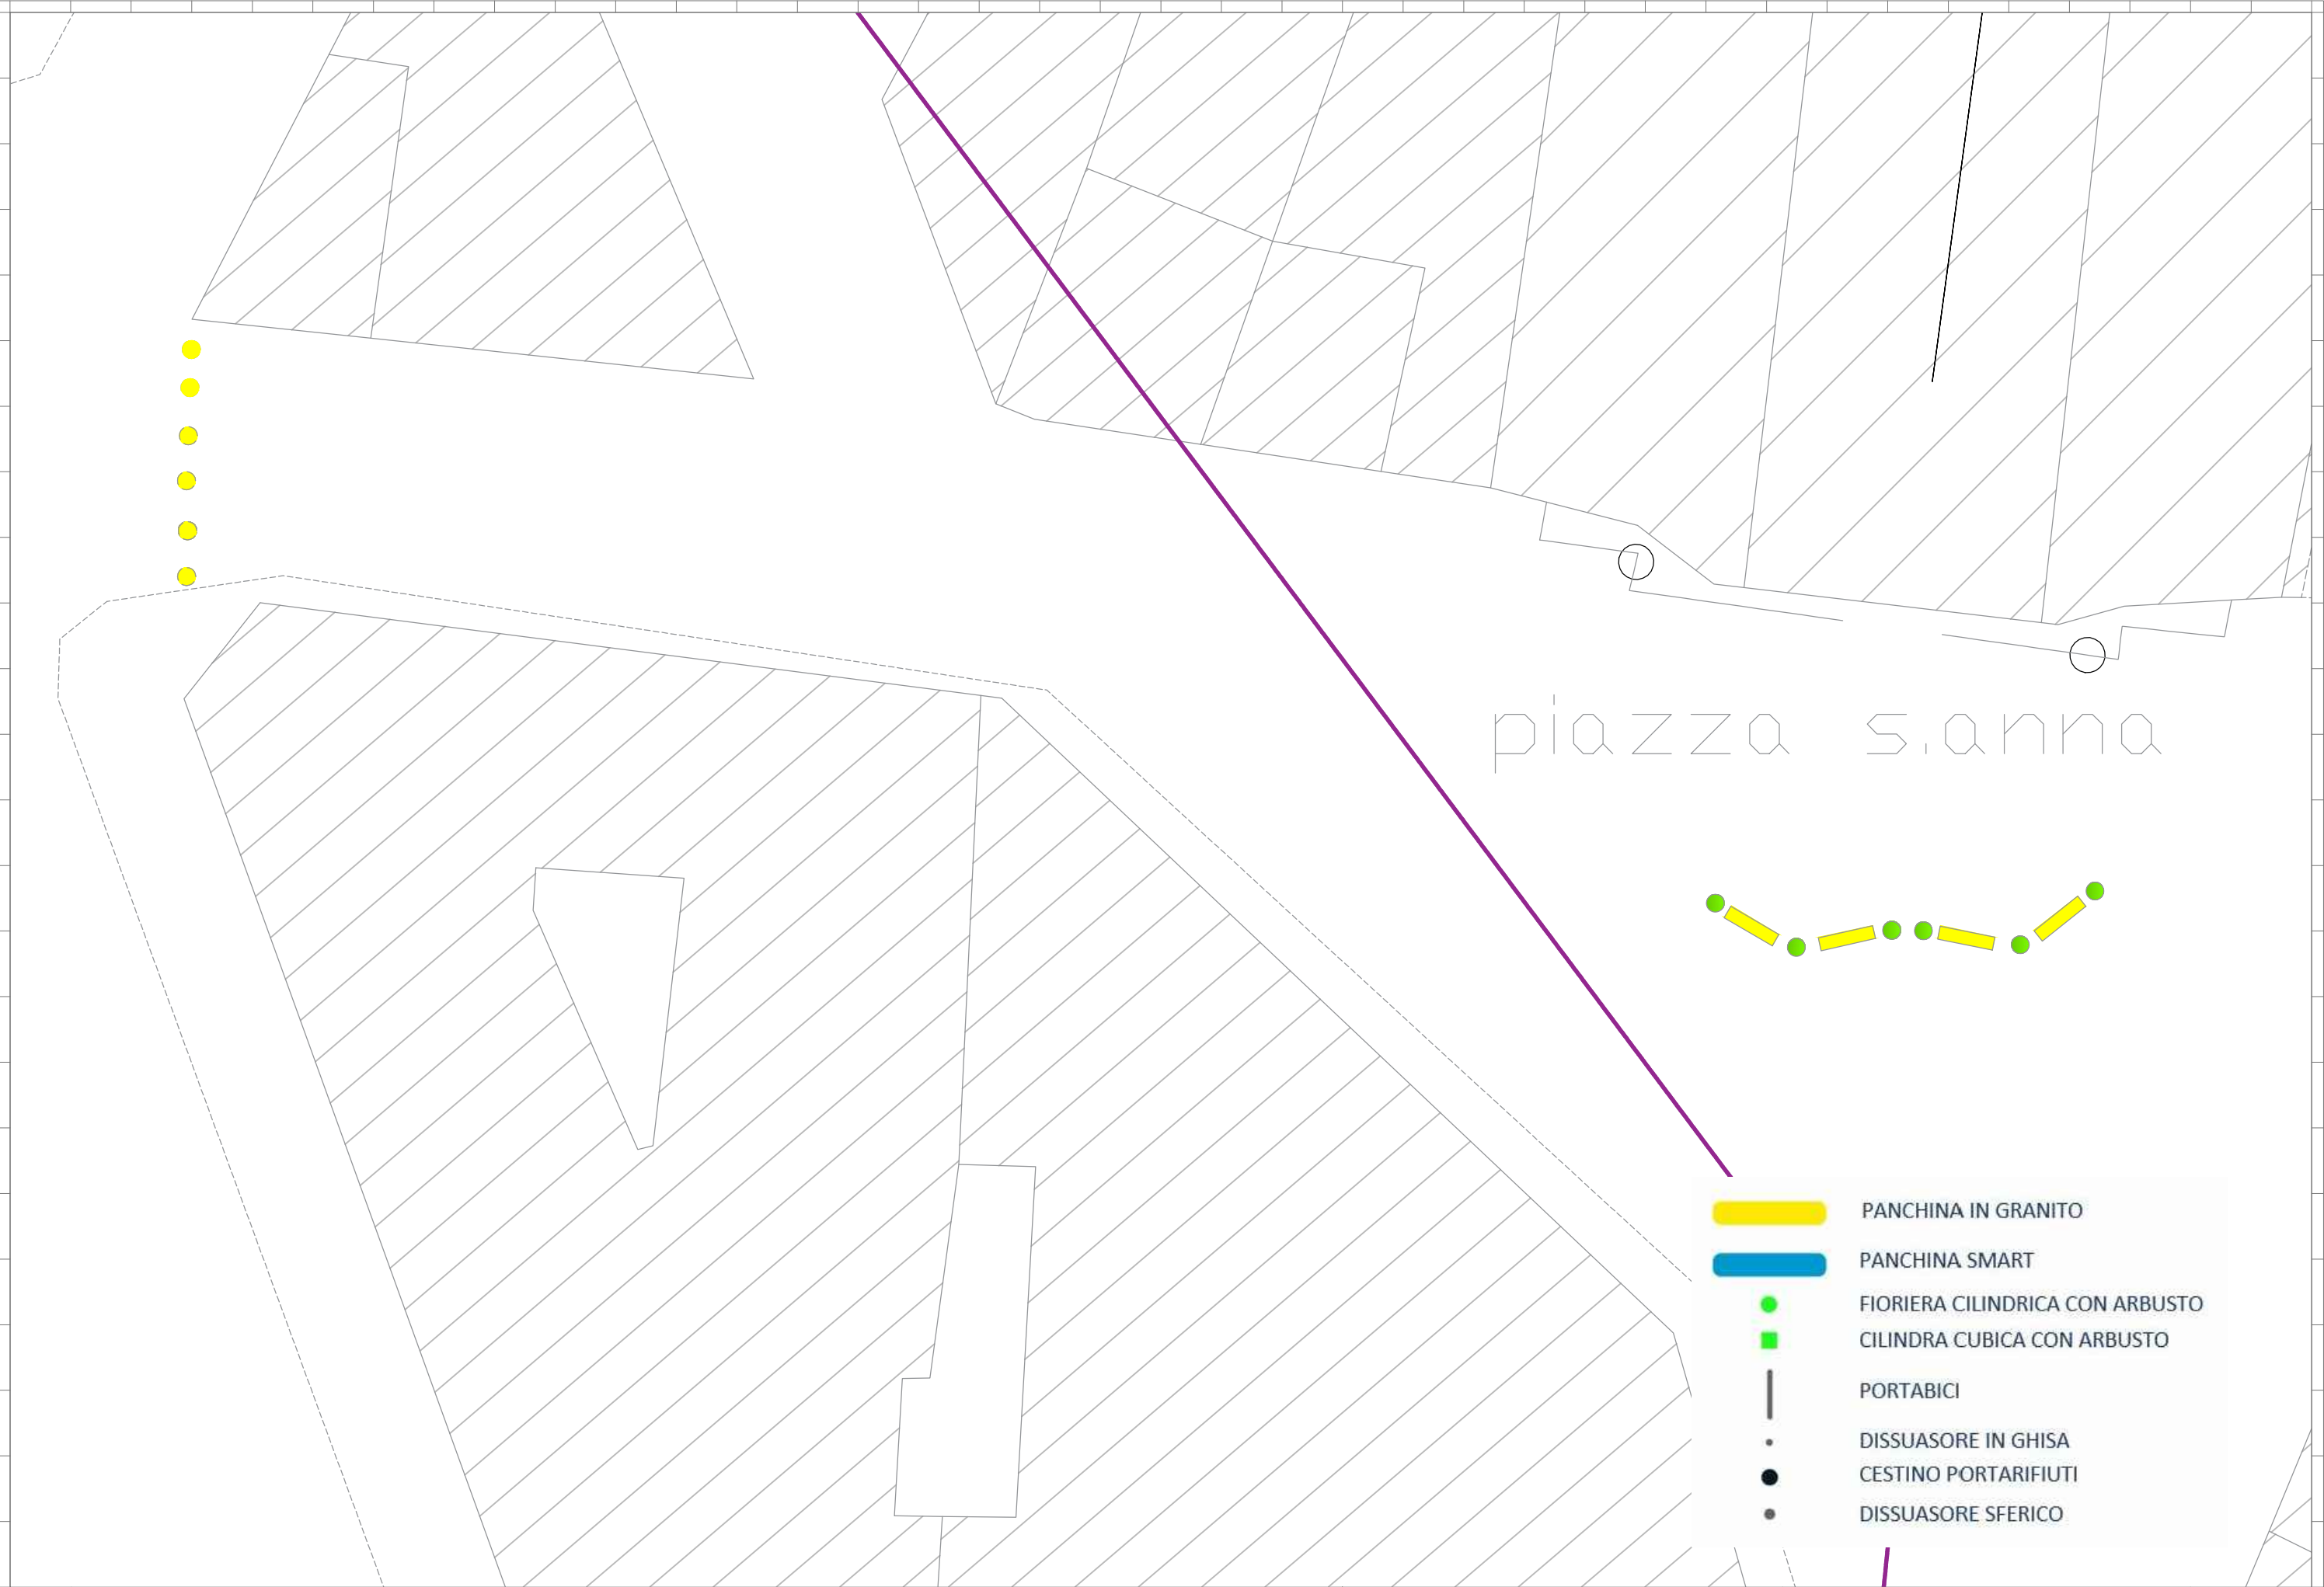 piazza s.anna
PANCHINA IN GRANITO
PANCHINA SMART
FIORIERA CILINDRICA CON ARBUSTO
CILINDRA CUBICA CON ARBUSTO
PORTABICI
DISSUASORE IN GHISA
CESTINO PORTARIFIUTI
DISSUASORE SFERICO